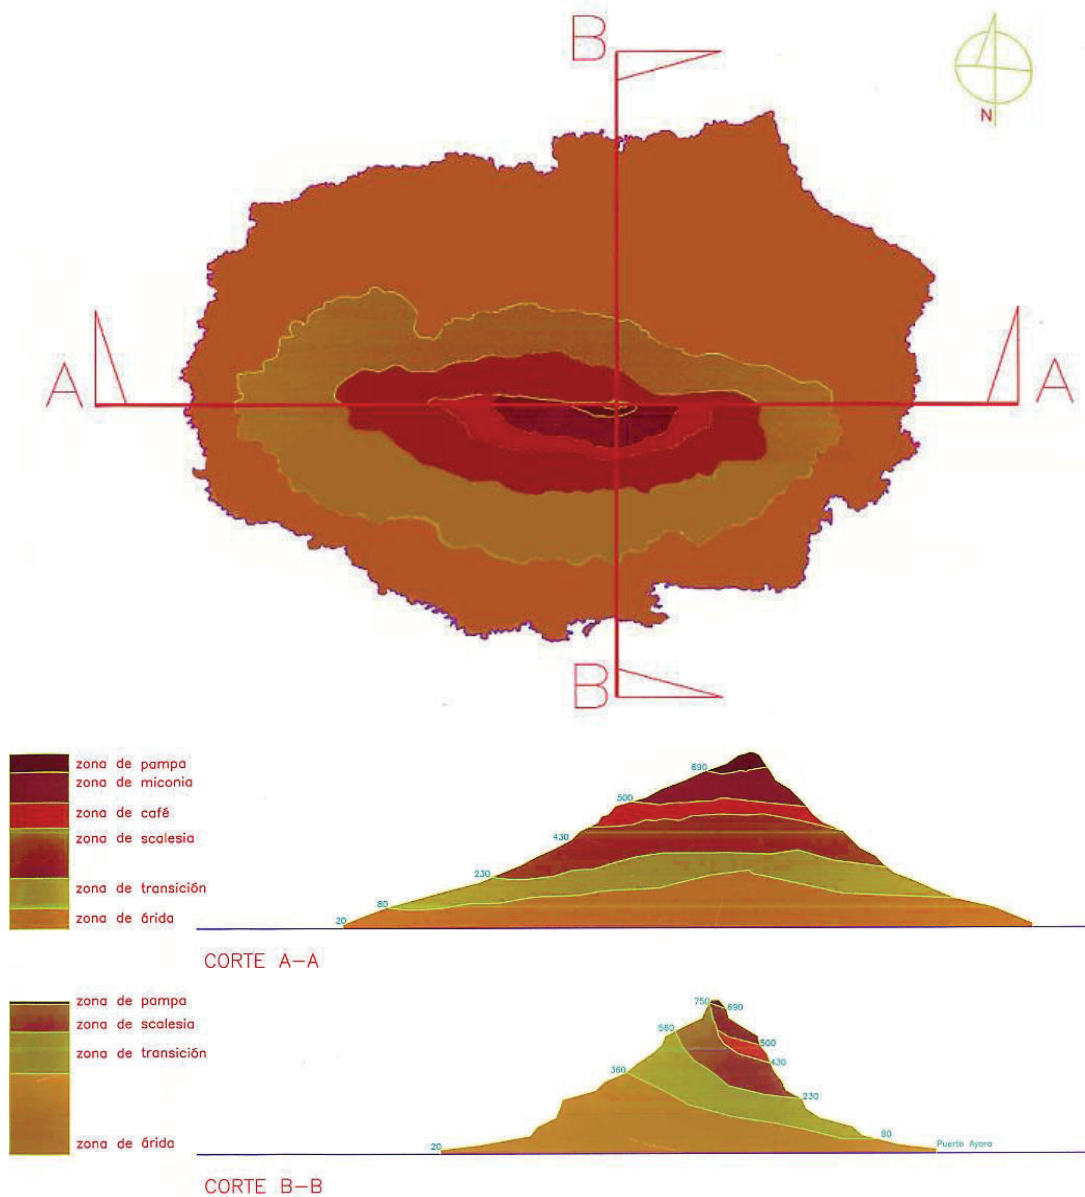 B
N
A
A
B
zona de pampa
zona de miconia
zona de café
zona de scalesia
zona de transición
zona de árida
690
500
430
230
80
20
CORTE A-A
zona de pampa
zona de scalesia
zona de transición
zona de árida
750
690
560
500
430
360
230
80
20
Puerto Ayora
CORTE B-B